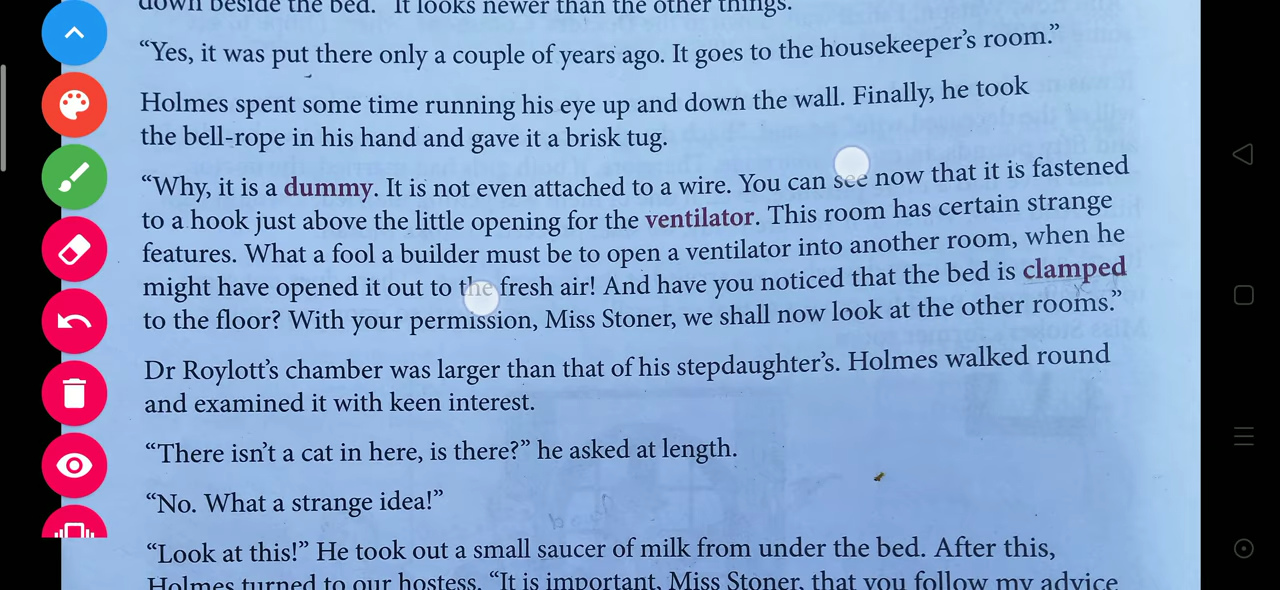 down beside the bed. "It looks newer than the other things."
“Yes, it was put there only a couple of years ago. It goes to the housekeeper’s room.”
Holmes spent some time running his eye up and down the wall. Finally, he took
the bell-rope in his hand and gave it a brisk tug.
“Why, it is a dummy. It is not even attached to a wire. You can see now that it is fastened
to a hook just above the little opening for the ventilator. This room has certain strange
features. What a fool a builder must be to open a ventilator into another room, when he
might have opened it out to the fresh air! And have you noticed that the bed is clamped
to the floor? With your permission, Miss Stoner, we shall now look at the other rooms.”
Dr Roylott’s chamber was larger than that of his stepdaughter’s. Holmes walked round
and examined it with keen interest.
“There isn’t a cat in here, is there?” he asked at length.
“No. What a strange idea!”
“Look at this!” He took out a small saucer of milk from under the bed. After this,
Holmes turned to our hostess. “It is important, Miss Stoner, that you follow my advice